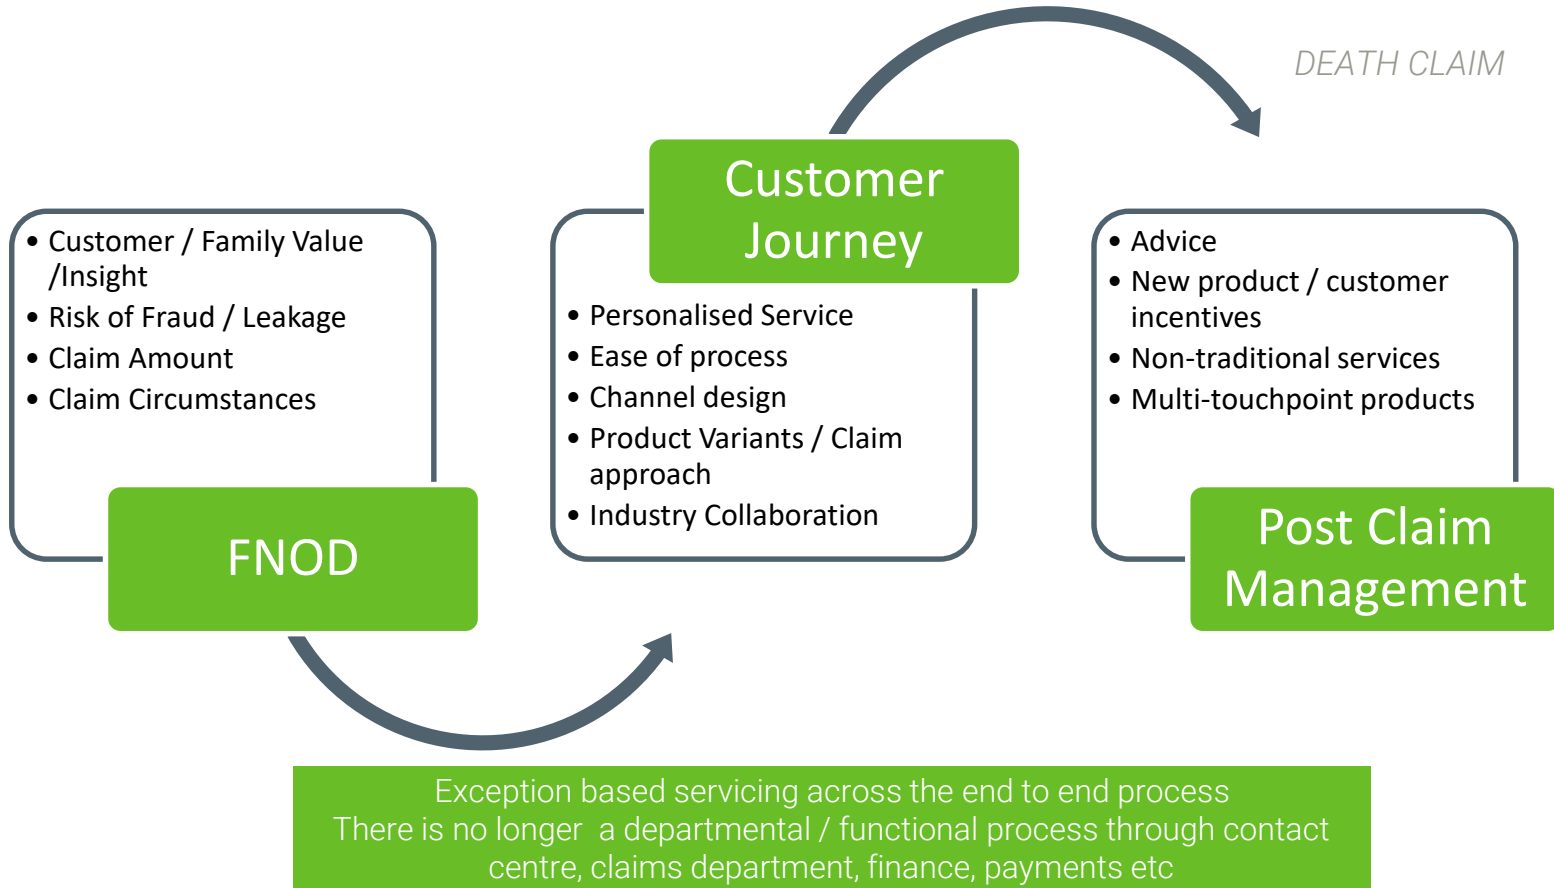 DEATH CLAIM
• Customer / Family Value
/Insight
• Risk of Fraud / Leakage
• Claim Amount
• Claim Circumstances
FNOD
Customer
Journey
• Personalised Service
• Ease of process
• Channel design
• Product Variants / Claim
approach
• Industry Collaboration
• Advice
• New product / customer
incentives
• Non-traditional services
• Multi-touchpoint products
Post Claim
Management
Exception based servicing across the end to end process
There is no longer  a departmental / functional process through contact
centre, claims department, finance, payments etc